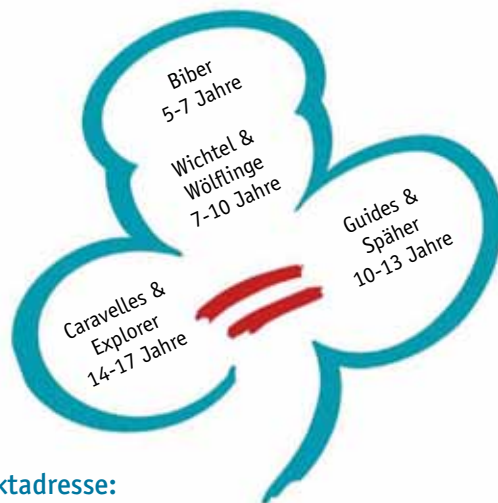 Biber
5-7 Jahre
Wichtel &
Wölflinge
7-10 Jahre
Guides &
Späher
10-13 Jahre
Caravelles &
Explorer
14-17 Jahre
ktadresse: